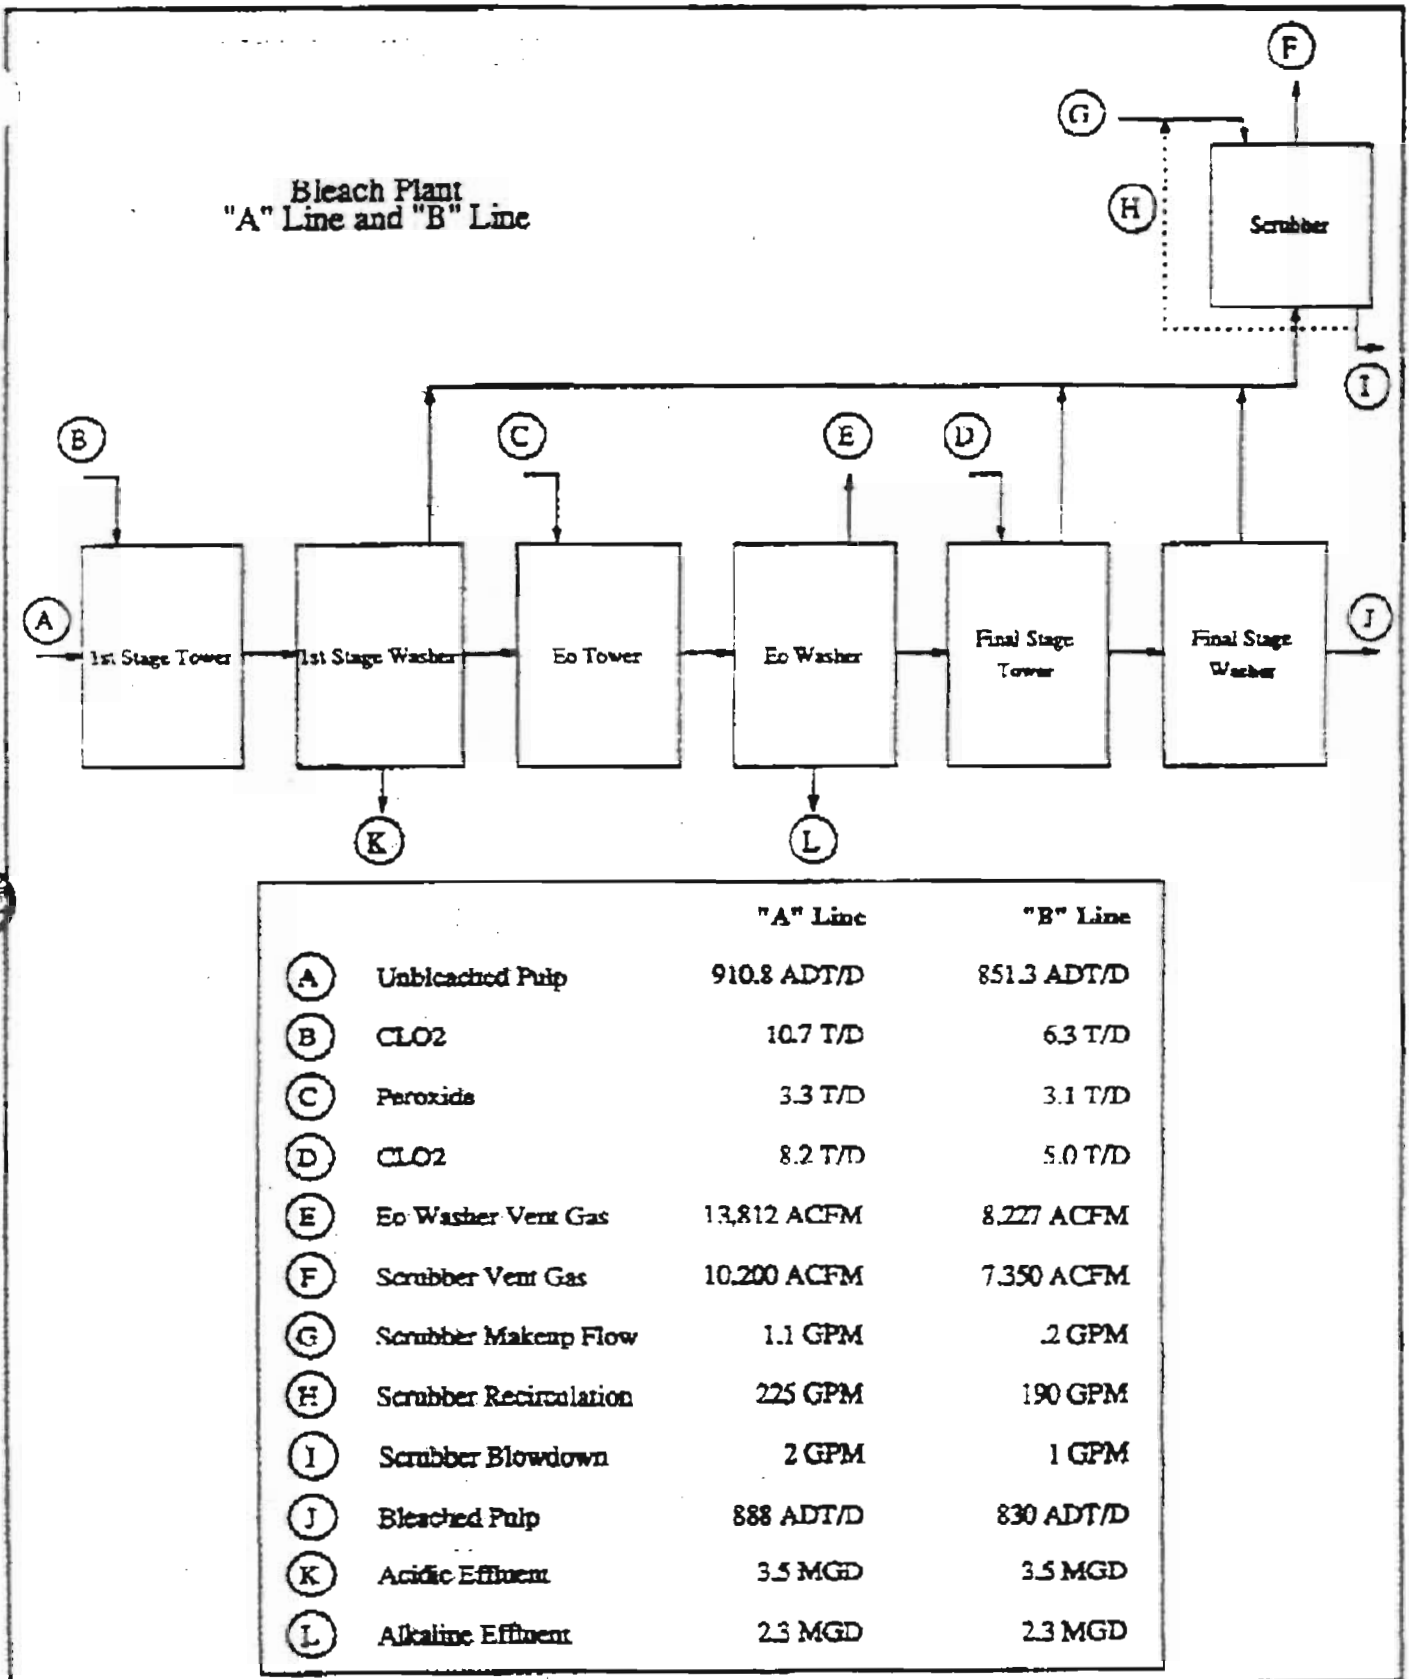 F
G
Bleach Plant
"A" Line and "B" Line
H
Scrubber
I
B
C
E
D
A
J
1st Stage Tower
1st Stage Washer
Eo Tower
Eo Washer
Final Stage
Tower
Final Stage
Washer
K
L
"A" Line "B" Line
A Unbleached Pulp 910.8 ADT/D 851.3 ADT/D
B CLO2 10.7 T/D 6.3 T/D
C Peroxide 3.3 T/D 3.1 T/D
D CLO2 8.2 T/D 5.0 T/D
E Eo Washer Vent Gas 13,812 ACFM 8,227 ACFM
F Scrubber Vent Gas 10,200 ACFM 7,350 ACFM
G Scrubber Makeup Flow 1.1 GPM .2 GPM
H Scrubber Recirculation 225 GPM 190 GPM
I Scrubber Blowdown 2 GPM 1 GPM
J Bleached Pulp 888 ADT/D 830 ADT/D
K Acidic Effluent 3.5 MGD 3.5 MGD
L Alkaline Effluent 2.3 MGD 2.3 MGD